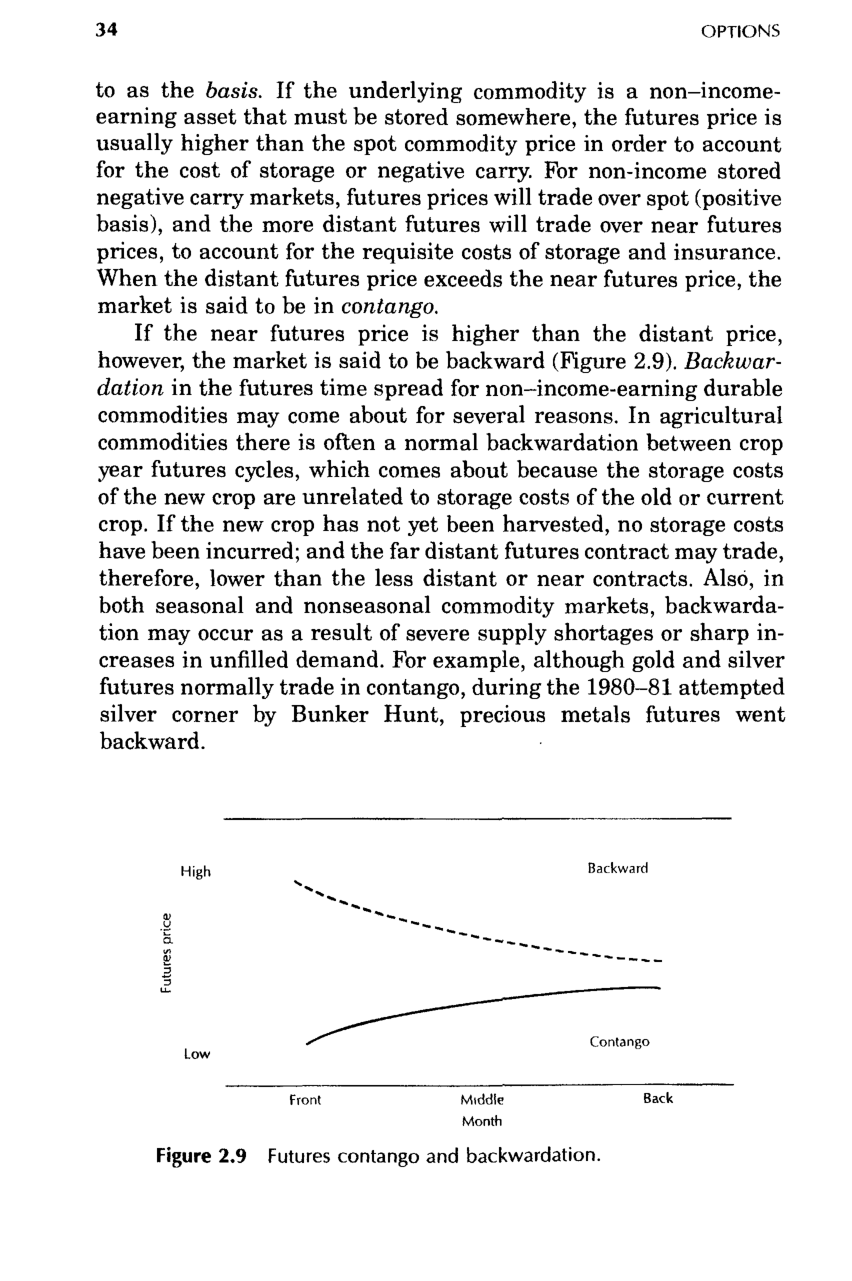 34 OPTIONS
to as the basis. If the underlying commodity is a non–income-
earning asset that must be stored somewhere, the futures price is
usually higher than the spot commodity price in order to account
for the cost of storage or negative carry. For non-income stored
negative carry markets, futures prices will trade over spot (positive
basis), and the more distant futures will trade over near futures
prices, to account for the requisite costs of storage and insurance.
When the distant futures price exceeds the near futures price, the
market is said to be in contango.
If the near futures price is higher than the distant price,
however, the market is said to be backward (Figure 2.9). Backwar-
dation in the futures time spread for non–income-earning durable
commodities may come about for several reasons. In agricultural
commodities there is often a normal backwardation between crop
year futures cycles, which comes about because the storage costs
of the new crop are unrelated to storage costs of the old or current
crop. If the new crop has not yet been harvested, no storage costs
have been incurred; and the far distant futures contract may trade,
therefore, lower than the less distant or near contracts. Also, in
both seasonal and nonseasonal commodity markets, backwarda-
tion may occur as a result of severe supply shortages or sharp in-
creases in unfilled demand. For example, although gold and silver
futures normally trade in contango, during the 1980–81 attempted
silver corner by Bunker Hunt, precious metals futures went
backward.
High
Backward
Futures price
Contango
Low
Front Middle Back
Month
Figure 2.9 Futures contango and backwardation.